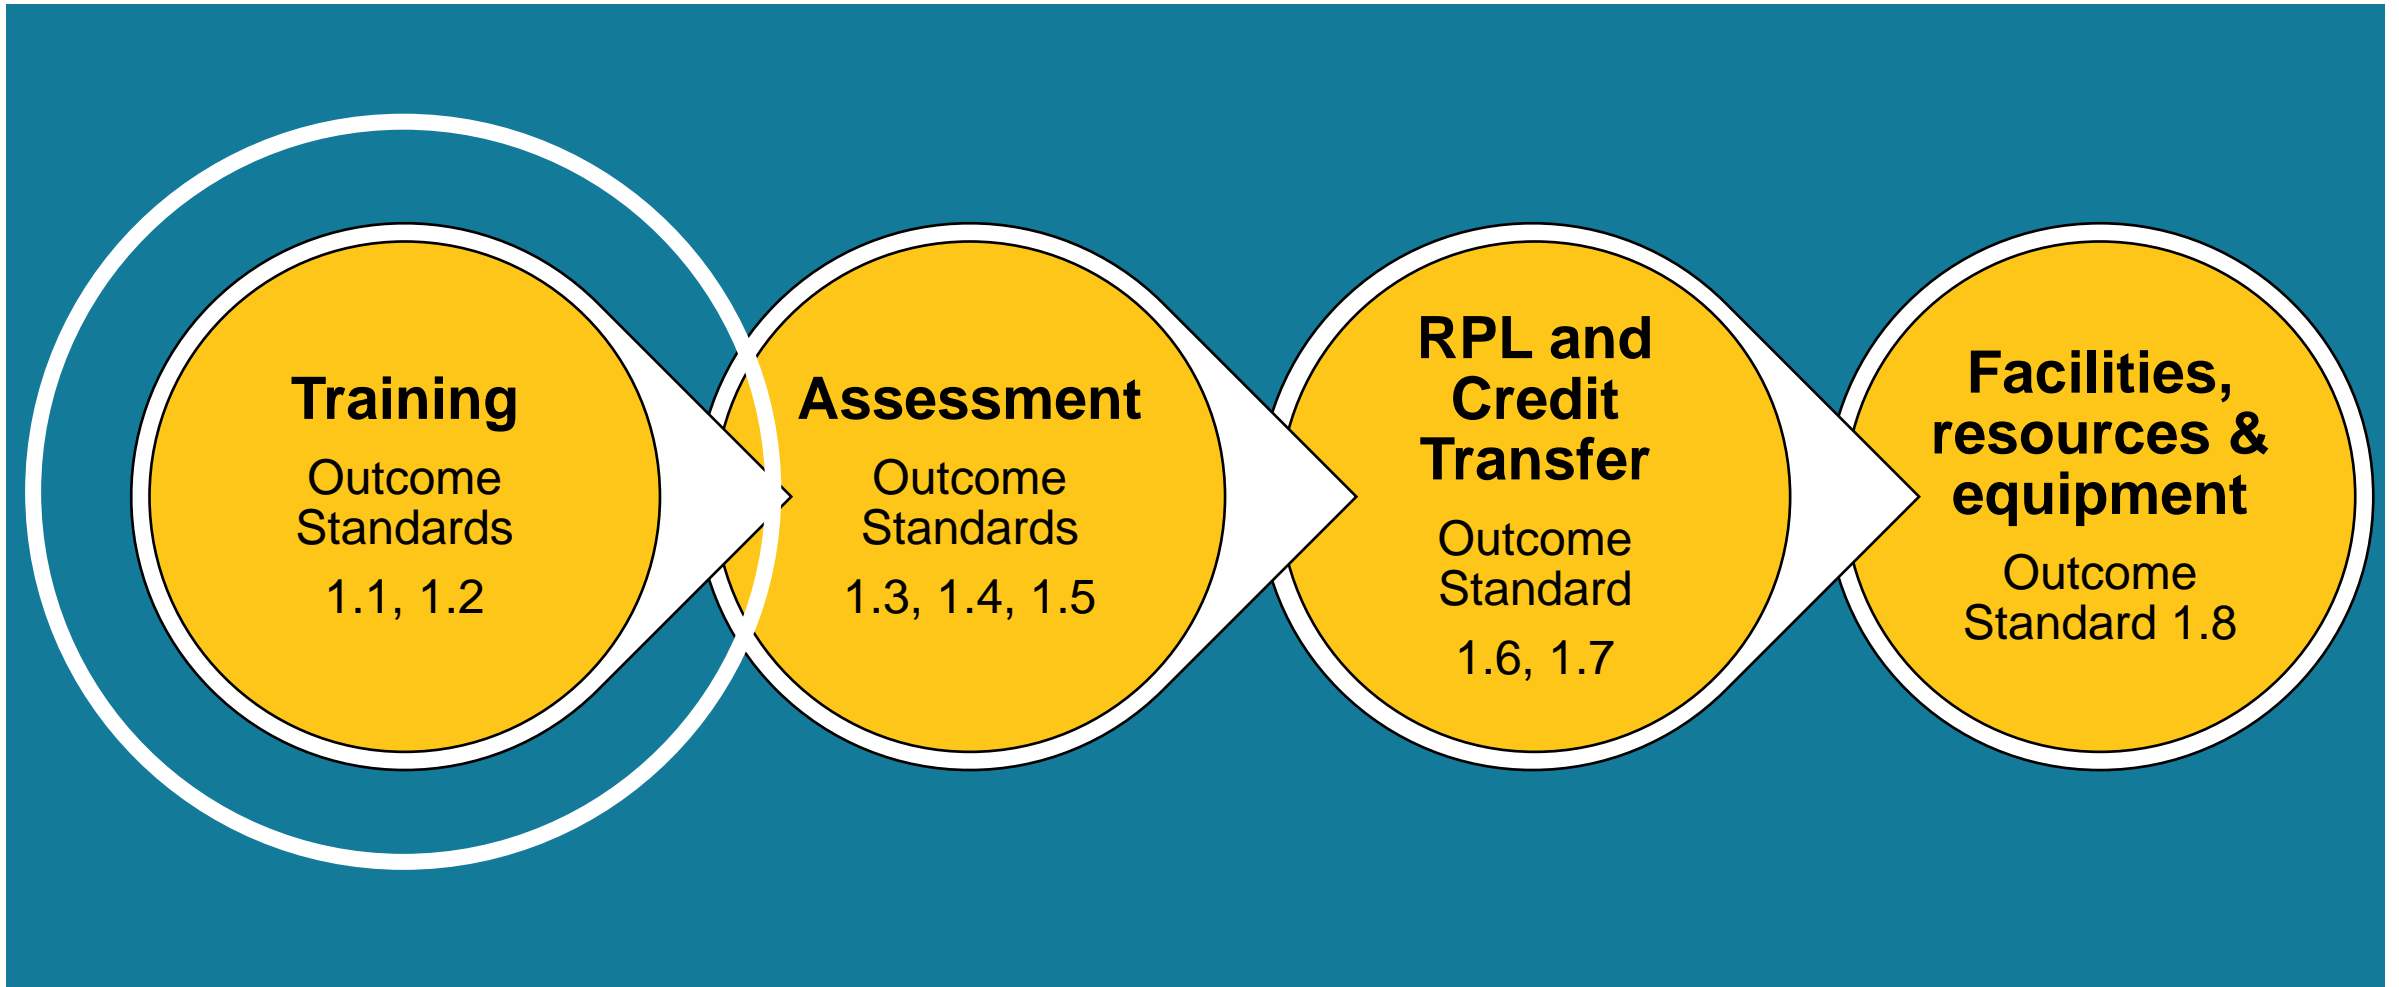 Training
Outcome
Standards
1.1, 1.2
Assessment
Outcome
Standards
1.3, 1.4, 1.5
RPL and
Credit
Transfer
Outcome
Standard
1.6, 1.7
Facilities,
resources &
equipment
Outcome
Standard 1.8